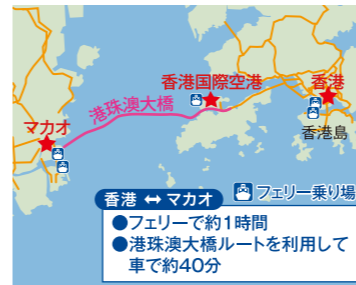 香港国際空港
香港
港珠澳大橋
マカオ
香港島
香港 ↔ マカオ
フェリー乗り場
●フェリーで約1時間
●港珠澳大橋ルートを利用して
車で約40分